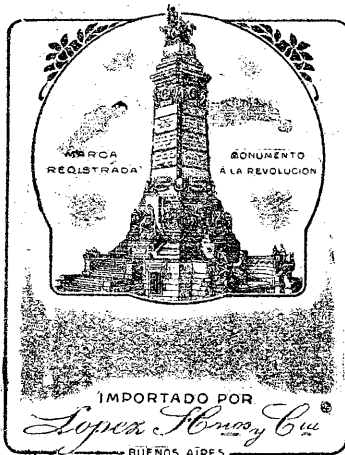 MARCA
REGISTRADA
MONUMENTO
Á LA REVOLUCION
IMPORTADO POR
Lopez Hnos y Cia
BUENOS AIRES